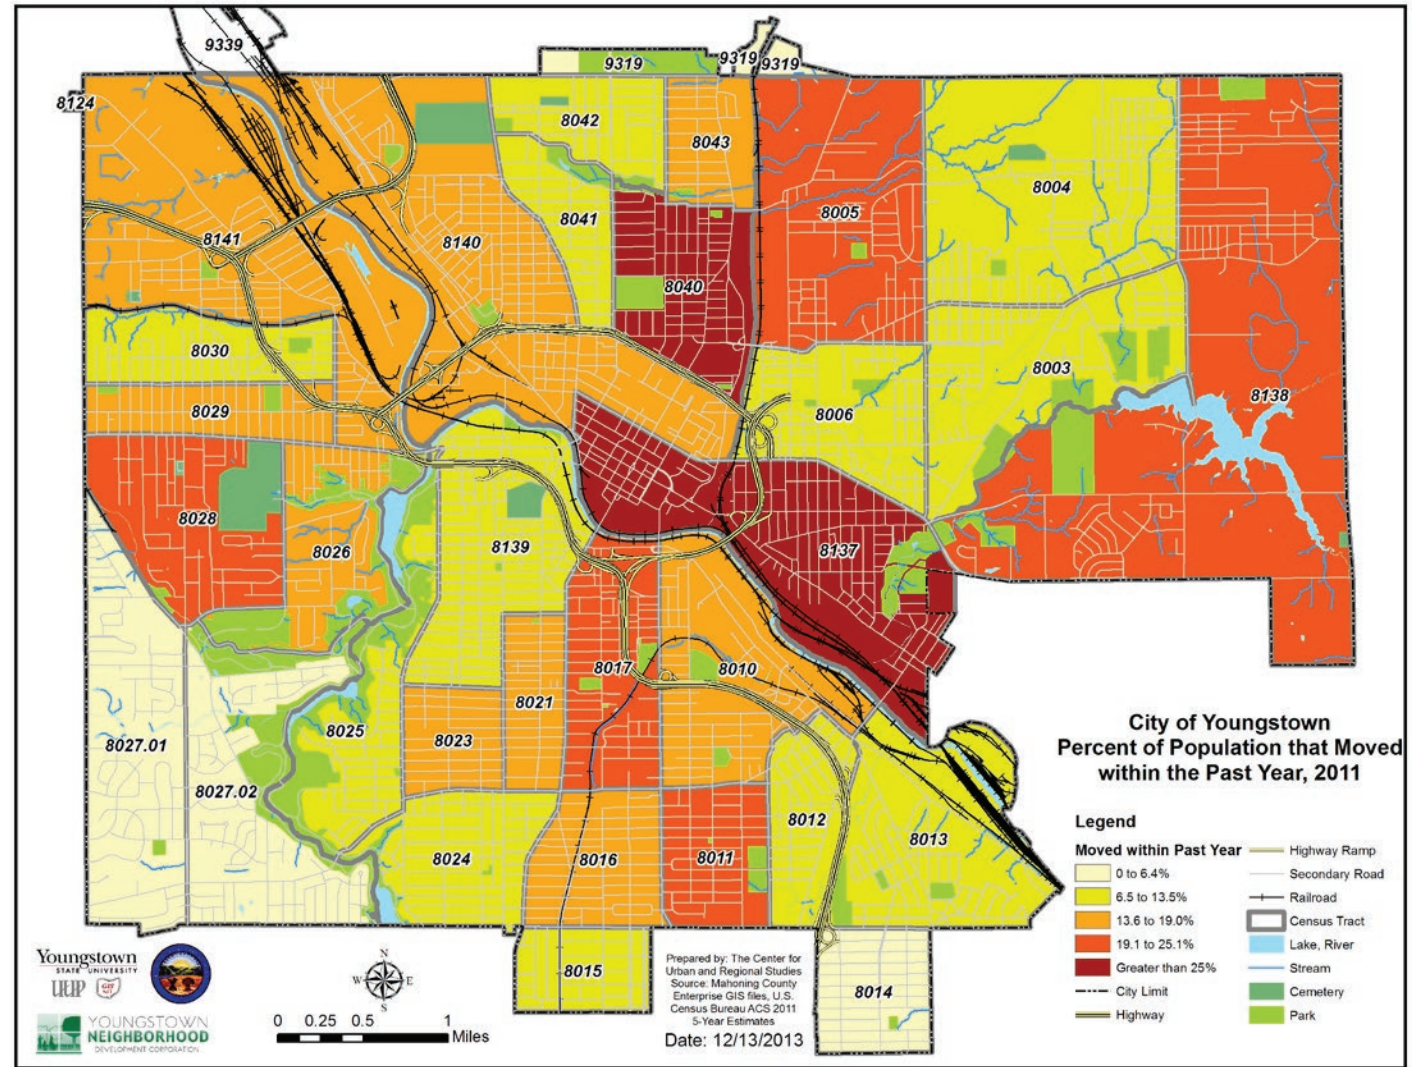 9339
9319
9319
9319
8124
8042
8043
8004
8005
8041
8141
8140
8040
8030
8003
8029
8006
8138
8028
8026
8139
8137
8017
8010
8021
8025
8023
8027.01
8027.02
8012
8013
8024
8016
8011
8015
8014
City of Youngstown
Percent of Population that Moved
within the Past Year, 2011
Legend
Moved within Past Year
0 to 6.4%
6.5 to 13.5%
13.6 to 19.0%
19.1 to 25.1%
Greater than 25%
City Limit
Highway
Highway Ramp
Secondary Road
Railroad
Census Tract
Lake, River
Stream
Cemetery
Park
Youngstown
STATE UNIVERSITY
YOUNGSTOWN
NEIGHBORHOOD
DEVELOPMENT CORPORATION
N
W E
S
0 0.25 0.5 1
Miles
Prepared by: The Center for
Urban and Regional Studies
Source: Mahoning County
Enterprise GIS files, U.S.
Census Bureau ACS 2011
5-Year Estimates
Date: 12/13/2013